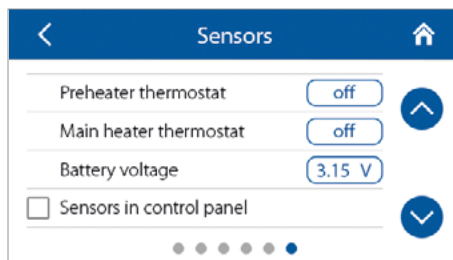 Sensors
Preheater thermostat off
Main heater thermostat off
Battery voltage 3.15 V
Sensors in control panel